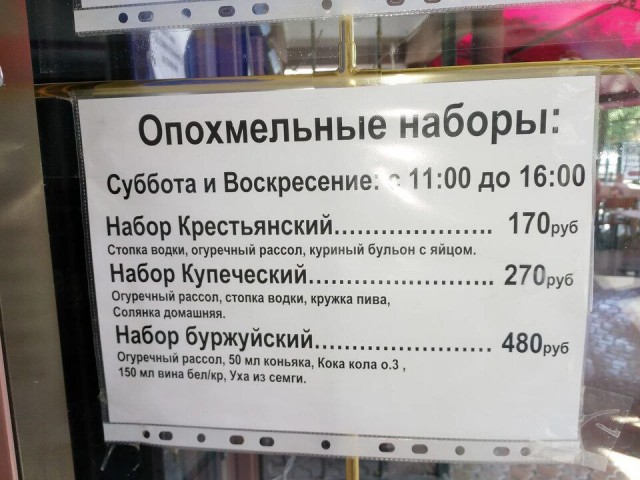 Опохмельные наборы:
Суббота и Воскресение: с 11:00 до 16:00
Набор Крестьянский..................... 170руб
Стопка водки, огуречный рассол, куриный бульон с яйцом.
Набор Купеческий......................... 270руб
Огуречный рассол, стопка водки, кружка пива,
Солянка домашняя.
Набор буржуйский........................ 480руб
Огуречный рассол, 50 мл коньяка, Кока кола о.3 ,
150 мл вина бел/кр, Уха из семги.